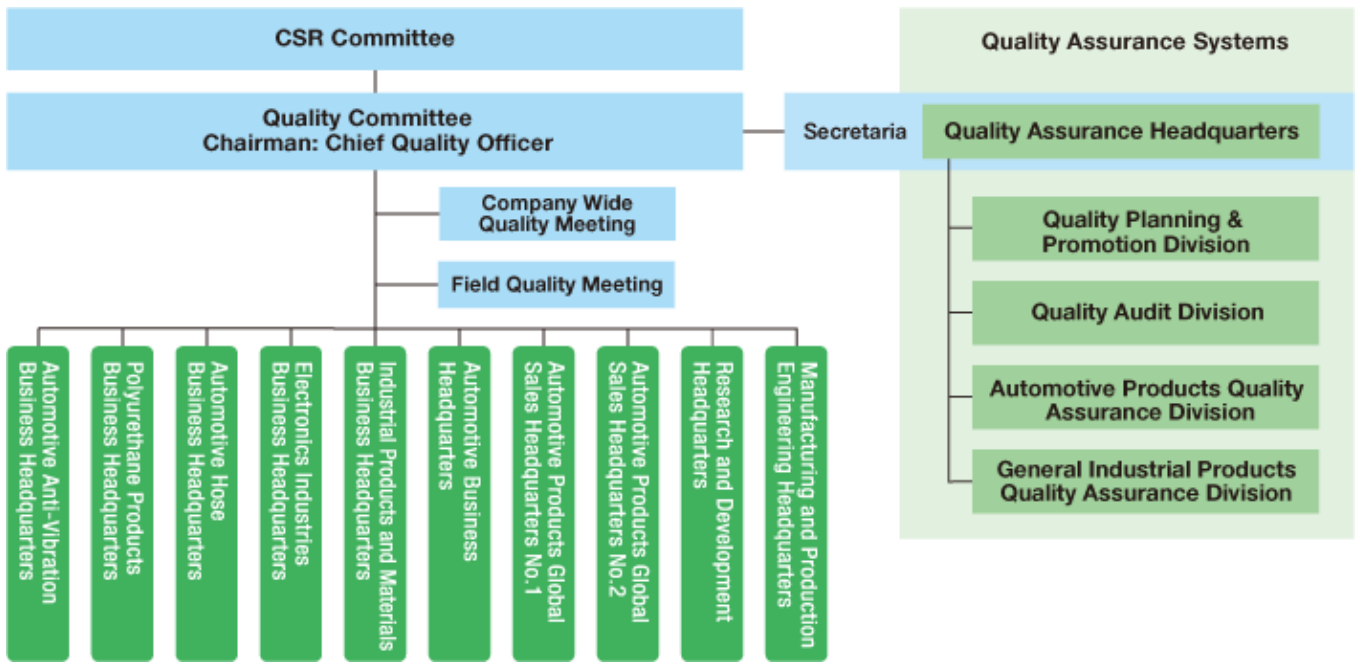 CSR Committee
Quality Assurance Systems
Quality Committee
Chairman: Chief Quality Officer
Secretaria
Quality Assurance Headquarters
Company Wide
Quality Meeting
Field Quality Meeting
Quality Planning &
Promotion Division
Quality Audit Division
Automotive Products Quality
Assurance Division
General Industrial Products
Quality Assurance Division
Automotive Anti-Vibration
Business Headquarters
Polyurethane Products
Business Headquarters
Automotive Hose
Business Headquarters
Electronics Industries
Business Headquarters
Industrial Products and Materials
Business Headquarters
Automotive Business
Headquarters
Automotive Products Global
Sales Headquarters No.1
Automotive Products Global
Sales Headquarters No.2
Research and Development
Headquarters
Manufacturing and Production
Engineering Headquarters